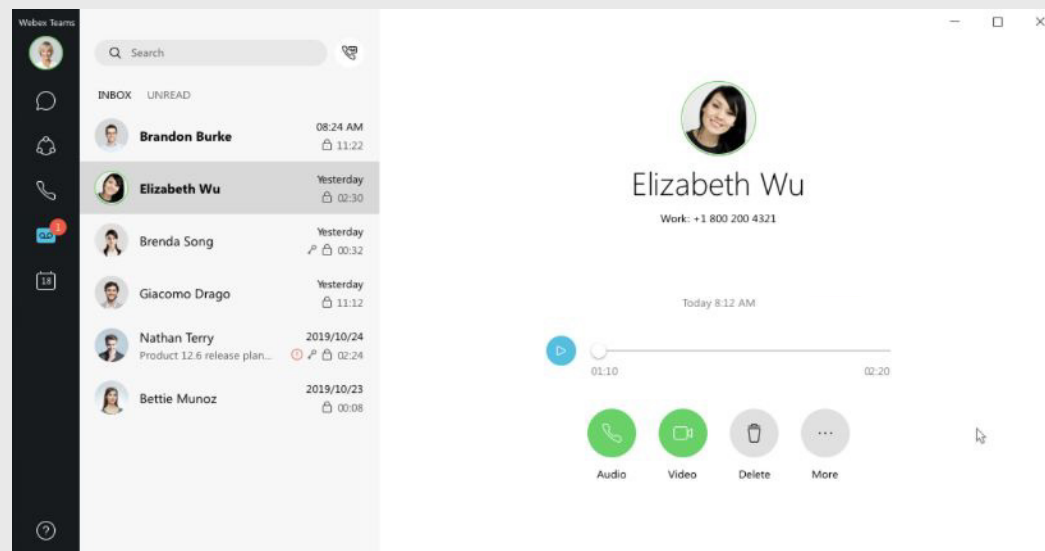 Webex Teams
Search
INBOX UNREAD
Brandon Burke 08:24 AM
11:22
Elizabeth Wu Yesterday
02:30
Brenda Song Yesterday
00:32
Giacomo Drago Yesterday
11:12
Nathan Terry 2019/10/24
Product 12.6 release plan... 02:24
Bettie Munoz 2019/10/23
00:08
1
18
?
Elizabeth Wu
Work: +1 800 200 4321
Today 8:12 AM
01:10 02:20
Audio Video Delete More